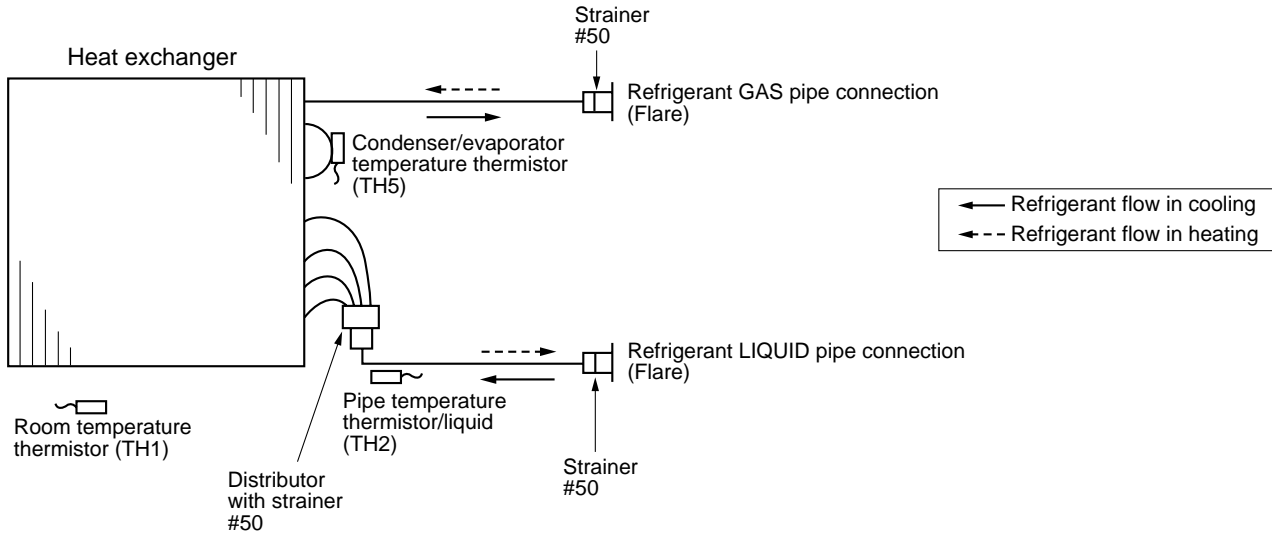 Strainer
#50
Heat exchanger
Refrigerant GAS pipe connection
(Flare)
Condenser/evaporator
temperature thermistor
(TH5)
Refrigerant flow in cooling
Refrigerant flow in heating
Refrigerant LIQUID pipe connection
(Flare)
Pipe temperature
thermistor/liquid
(TH2)
Room temperature
thermistor (TH1)
Distributor
with strainer
#50
Strainer
#50